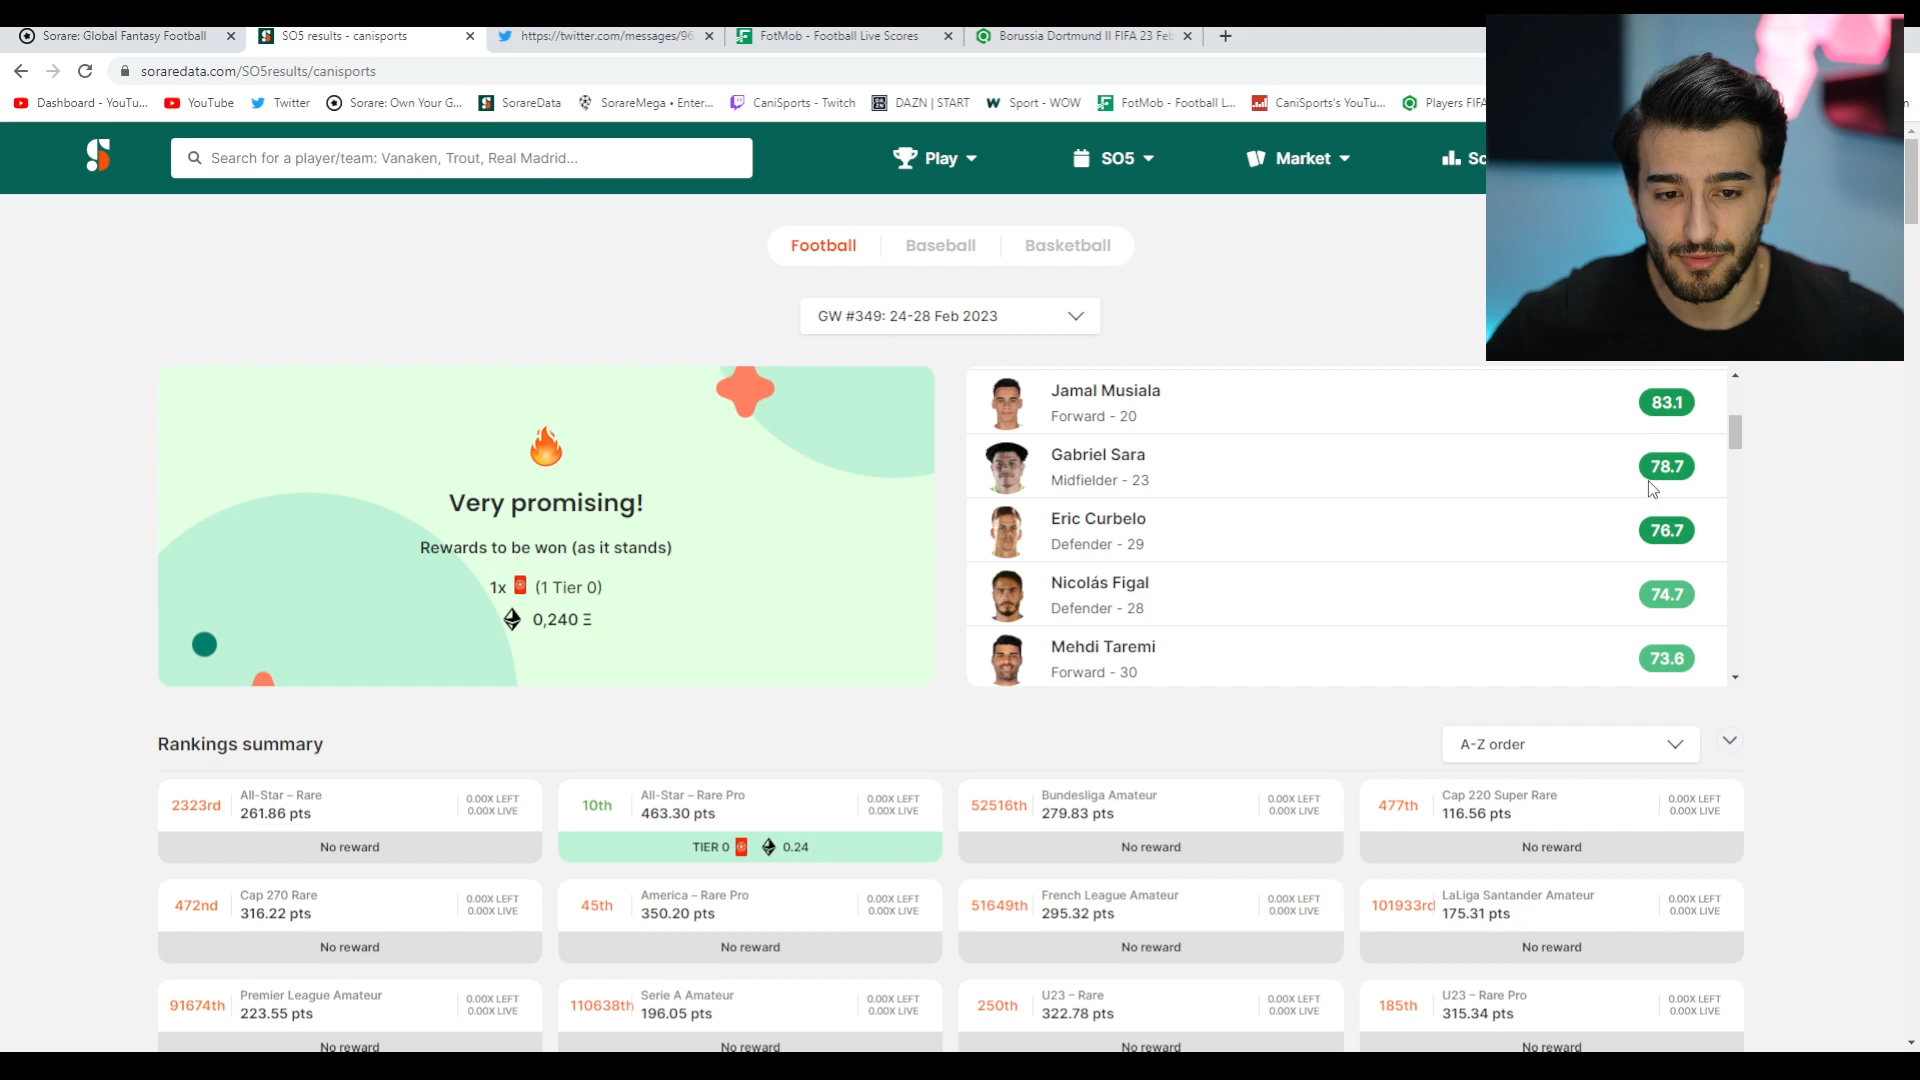 Sorare: Global Fantasy Football
SO5 results - canisports
https://twitter.com/messages/96
FotMob - Football Live Scores
Borussia Dortmund II FIFA 23 Feb
soraredata.com/SO5results/canisports
Dashboard - YouTu...
YouTube
Twitter
Sorare: Own Your G...
SorareData
SorareMega • Enter...
CaniSports - Twitch
DAZN | START
Sport - WOW
FotMob - Football L...
CaniSports's YouTu...
Players FIFA
Search for a player/team: Vanaken, Trout, Real Madrid...
Play
SO5
Market
Sc
Football
Baseball
Basketball
GW #349: 24-28 Feb 2023
Very promising!
Rewards to be won (as it stands)
1x (1 Tier 0)
0,240 Ξ
Jamal Musiala
Forward - 20
83.1
Gabriel Sara
Midfielder - 23
78.7
Eric Curbelo
Defender - 29
76.7
Nicolás Figal
Defender - 28
74.7
Mehdi Taremi
Forward - 30
73.6
Rankings summary
A-Z order
2323rd
All-Star – Rare
261.86 pts
0.00X LEFT
0.00X LIVE
No reward
10th
All-Star – Rare Pro
463.30 pts
0.00X LEFT
0.00X LIVE
TIER 0 0.24
52516th
Bundesliga Amateur
279.83 pts
0.00X LEFT
0.00X LIVE
No reward
477th
Cap 220 Super Rare
116.56 pts
0.00X LEFT
0.00X LIVE
No reward
472nd
Cap 270 Rare
316.22 pts
0.00X LEFT
0.00X LIVE
No reward
45th
America – Rare Pro
350.20 pts
0.00X LEFT
0.00X LIVE
No reward
51649th
French League Amateur
295.32 pts
0.00X LEFT
0.00X LIVE
No reward
101933rd
LaLiga Santander Amateur
175.31 pts
0.00X LEFT
0.00X LIVE
No reward
91674th
Premier League Amateur
223.55 pts
0.00X LEFT
0.00X LIVE
No reward
110638th
Serie A Amateur
196.05 pts
0.00X LEFT
0.00X LIVE
No reward
250th
U23 – Rare
322.78 pts
0.00X LEFT
0.00X LIVE
No reward
185th
U23 – Rare Pro
315.34 pts
0.00X LEFT
0.00X LIVE
No reward